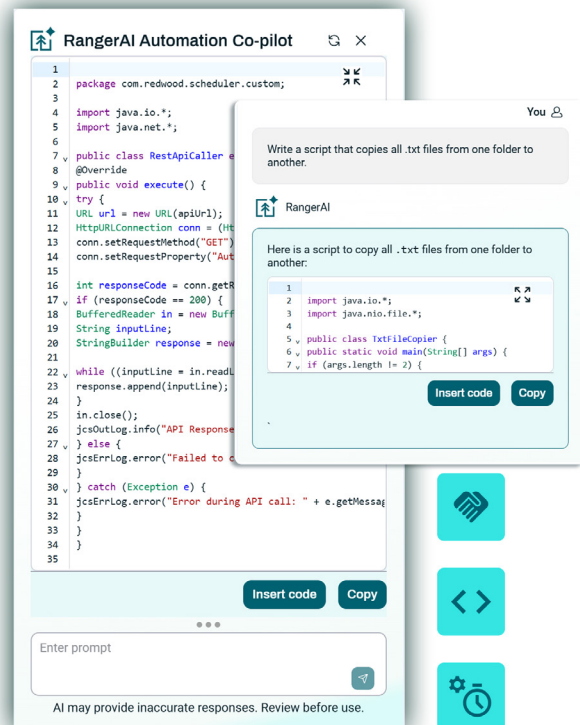 RangerAI Automation Co-pilot
1
2 package com.redwood.scheduler.custom;
3
4 import java.io.*;
5 import java.net.*;
6
7 public class RestApiCaller e
8 @Override
9 public void execute() {
10 try {
11 URL url = new URL(apiUrl);
12 HttpURLConnection conn = (Ht
13 conn.setRequestMethod("GET")
14 conn.setRequestProperty("Aut
15
16 int responseCode = conn.getR
17 if (responseCode == 200) {
18 BufferedReader in = new Buff
19 String inputLine;
20 StringBuilder response = new
21
22 while ((inputLine = in.readL
23 response.append(inputLine);
24 }
25 in.close();
26 jcsOutLog.info("API Response
27 } else {
28 jcsErrLog.error("Failed to c
29 }
30 } catch (Exception e) {
31 jcsErrLog.error("Error during API call: " + e.getMessag
32 }
33 }
34 }
35
Insert code Copy
Enter prompt
AI may provide inaccurate responses. Review before use.
You
Write a script that copies all .txt files from one folder to
another.
RangerAI
Here is a script to copy all .txt files from one folder to
another:
1
2 import java.io.*;
3 import java.nio.file.*;
4
5 public class TxtFileCopier {
6 public static void main(String[] args) {
7 if (args.length != 2) {
Insert code Copy